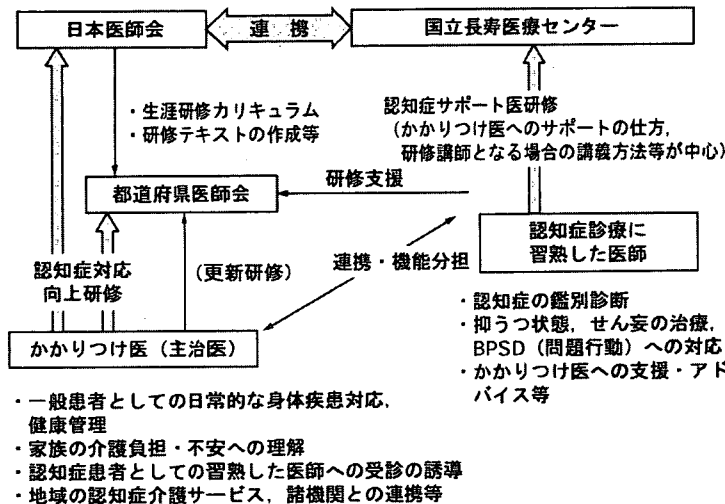 日本医師会
連携
国立長寿医療センター
・生涯研修カリキュラム
・研修テキストの作成等
認知症サポート医研修
(かかりつけ医へのサポートの仕方,
研修講師となる場合の講義方法等が中心)
都道府県医師会
研修支援
認知症診療に
習熟した医師
認知症対応
向上研修
(更新研修)
連携・機能分担
・認知症の鑑別診断
・抑うつ状態,せん妄の治療,
BPSD(問題行動)への対応
・かかりつけ医への支援・アド
バイス等
かかりつけ医(主治医)
・一般患者としての日常的な身体疾患対応,
健康管理
・家族の介護負担・不安への理解
・認知症患者としての習熟した医師への受診の誘導
・地域の認知症介護サービス,諸機関との連携等